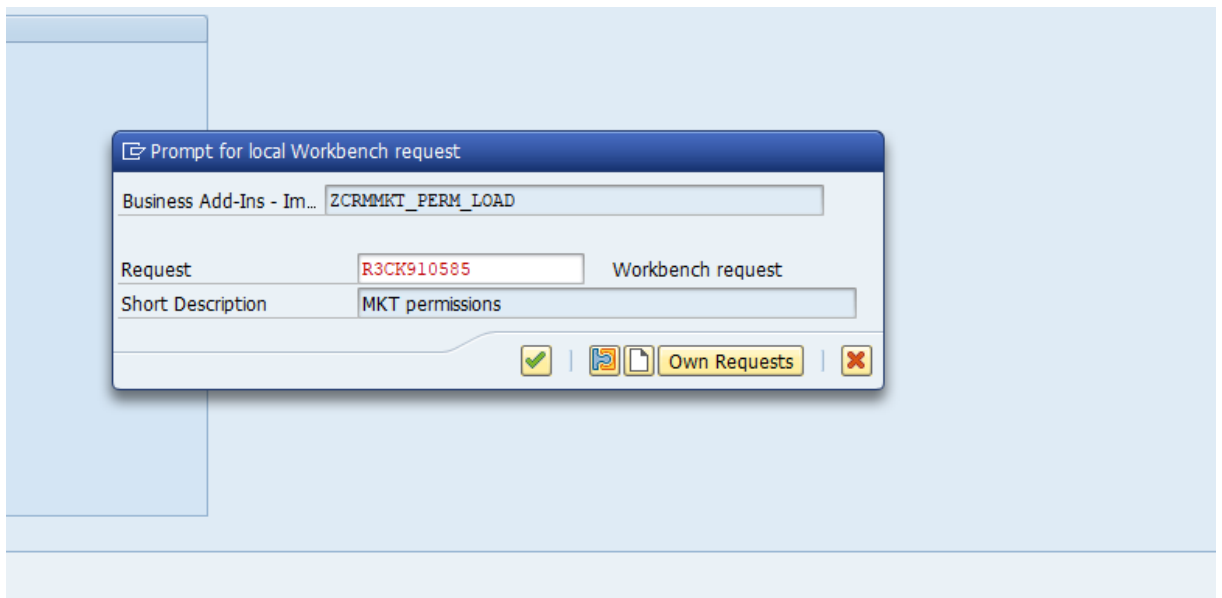 Prompt for local Workbench request
Business Add-Ins - Im... ZCRMMKT_PERM_LOAD
Request R3CK910585 Workbench request
Short Description MKT permissions
Own Requests